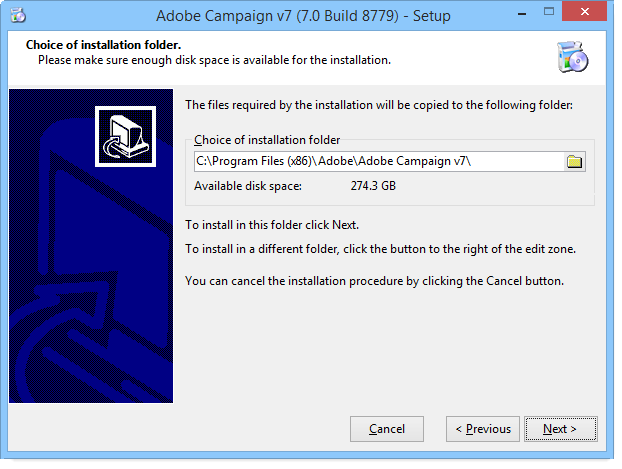 Adobe Campaign v7 (7.0 Build 8779) - Setup
Choice of installation folder.
Please make sure enough disk space is available for the installation.
The files required by the installation will be copied to the following folder:
Choice of installation folder
C:\Program Files (x86)\Adobe\Adobe Campaign v7\
Available disk space: 274.3 GB
To install in this folder click Next.
To install in a different folder, click the button to the right of the edit zone.
You can cancel the installation procedure by clicking the Cancel button.
Cancel < Previous Next >